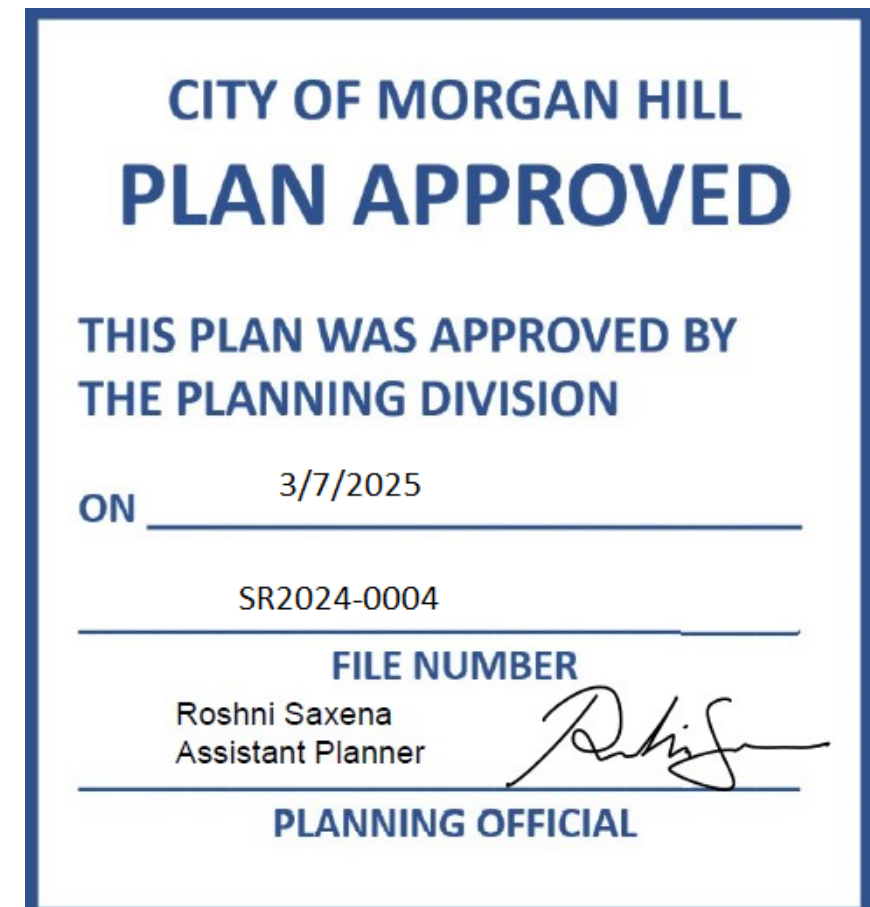 CITY OF MORGAN HILL
PLAN APPROVED
THIS PLAN WAS APPROVED BY
THE PLANNING DIVISION
ON 3/7/2025
SR2024-0004
FILE NUMBER
Roshni Saxena
Assistant Planner
PLANNING OFFICIAL